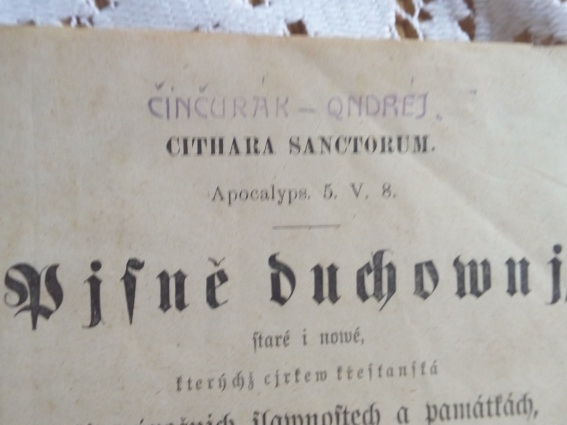 ČINČURÁK – ONDREJ.
CITHARA SANCTORUM.
Apocalyps. 5. V. 8.
Pjſně duchownj,
ſtaré i nowé,
kterýchž cjrkew křeſťanſká
ſlawnoſtech a památkách,